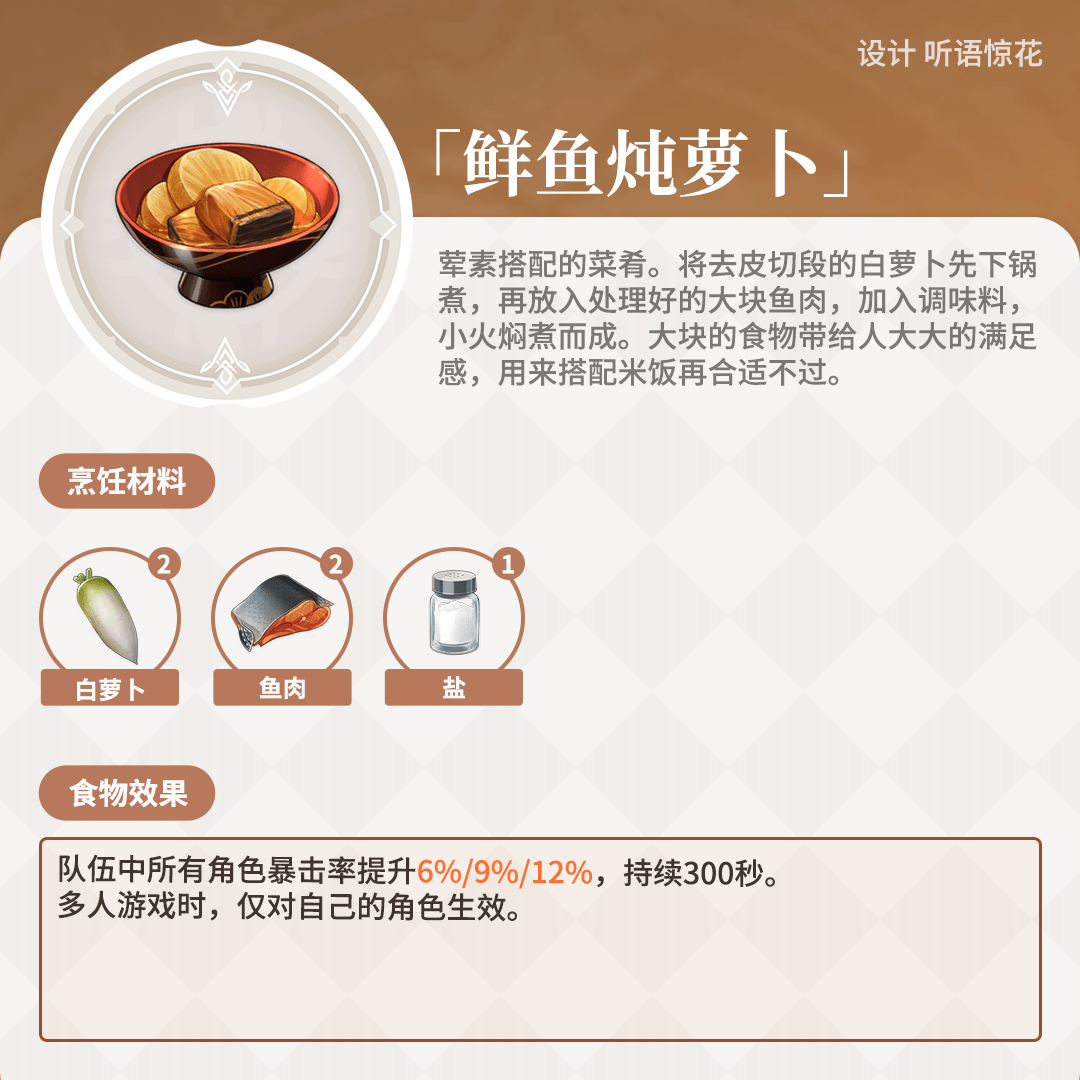 设计 听语惊花
「鲜鱼炖萝卜」
荤素搭配的菜肴。将去皮切段的白萝卜先下锅
煮，再放入处理好的大块鱼肉，加入调味料，
小火焖煮而成。大块的食物带给人大大的满足
感，用来搭配米饭再合适不过。
烹饪材料
2
2
1
白萝卜
鱼肉
盐
食物效果
队伍中所有角色暴击率提升6%/9%/12%，持续300秒。
多人游戏时，仅对自己的角色生效。